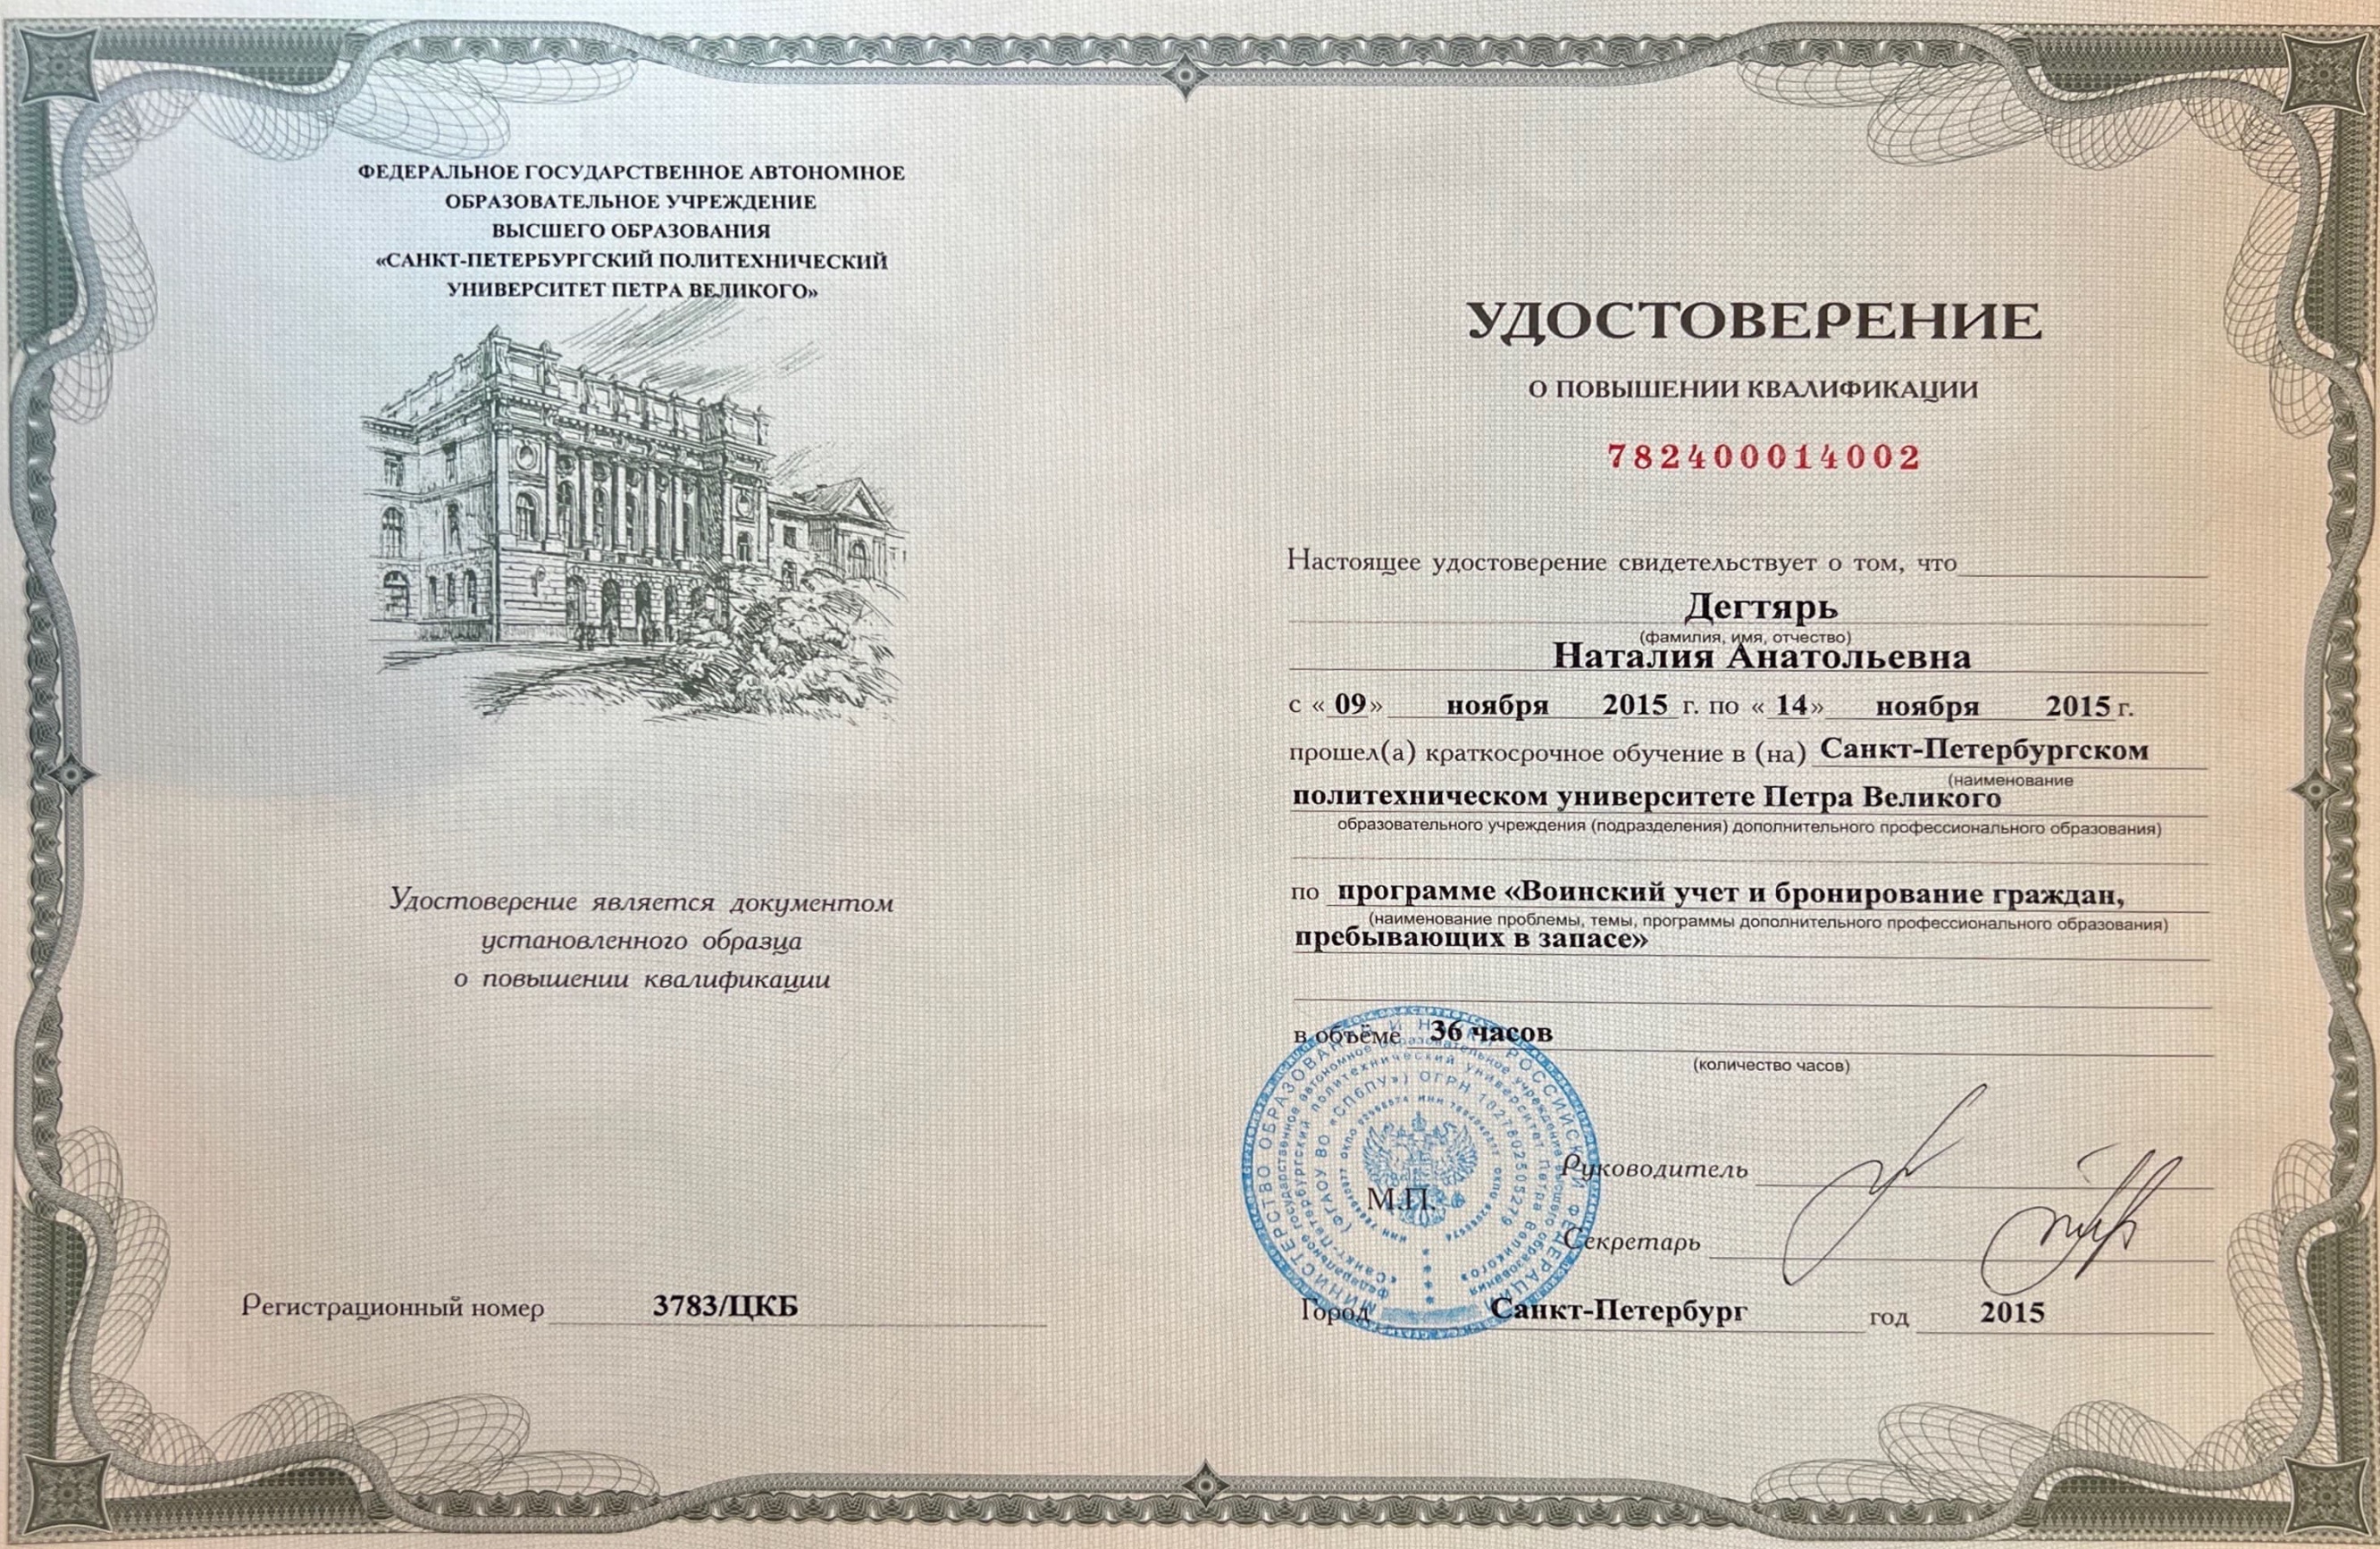 ФЕДЕРАЛЬНОЕ ГОСУДАРСТВЕННОЕ АВТОНОМНОЕ
ОБРАЗОВАТЕЛЬНОЕ УЧРЕЖДЕНИЕ
ВЫСШЕГО ОБРАЗОВАНИЯ
«САНКТ-ПЕТЕРБУРГСКИЙ ПОЛИТЕХНИЧЕСКИЙ
УНИВЕРСИТЕТ ПЕТРА ВЕЛИКОГО»
Удостоверение является документом
установленного образца
о повышении квалификации
Регистрационный номер 3783/ЦКБ
УДОСТОВЕРЕНИЕ
О ПОВЫШЕНИИ КВАЛИФИКАЦИИ
782400014002
Настоящее удостоверение свидетельствует о том, что
Дегтярь
(фамилия, имя, отчество)
Наталия Анатольевна
с «09» ноября 2015 г. по «14» ноября 2015 г.
прошел(а) краткосрочное обучение в (на) Санкт-Петербургском
(наименование
политехническом университете Петра Великого
образовательного учреждения (подразделения) дополнительного профессионального образования)
по программе «Воинский учет и бронирование граждан,
(наименование проблемы, темы, программы дополнительного профессионального образования)
пребывающих в запасе»
в объёме 36 часов
(количество часов)
МИНИСТЕРСТВО ОБРАЗОВАНИЯ И НАУКИ РОССИЙСКОЙ ФЕДЕРАЦИИ
Федеральное государственное автономное образовательное учреждение высшего образования
«Санкт-Петербургский политехнический университет Петра Великого»
(ФГАОУ ВО «СПбПУ») ОГРН 1027802505279
М.П.
Руководитель
Секретарь
Город Санкт-Петербург год 2015